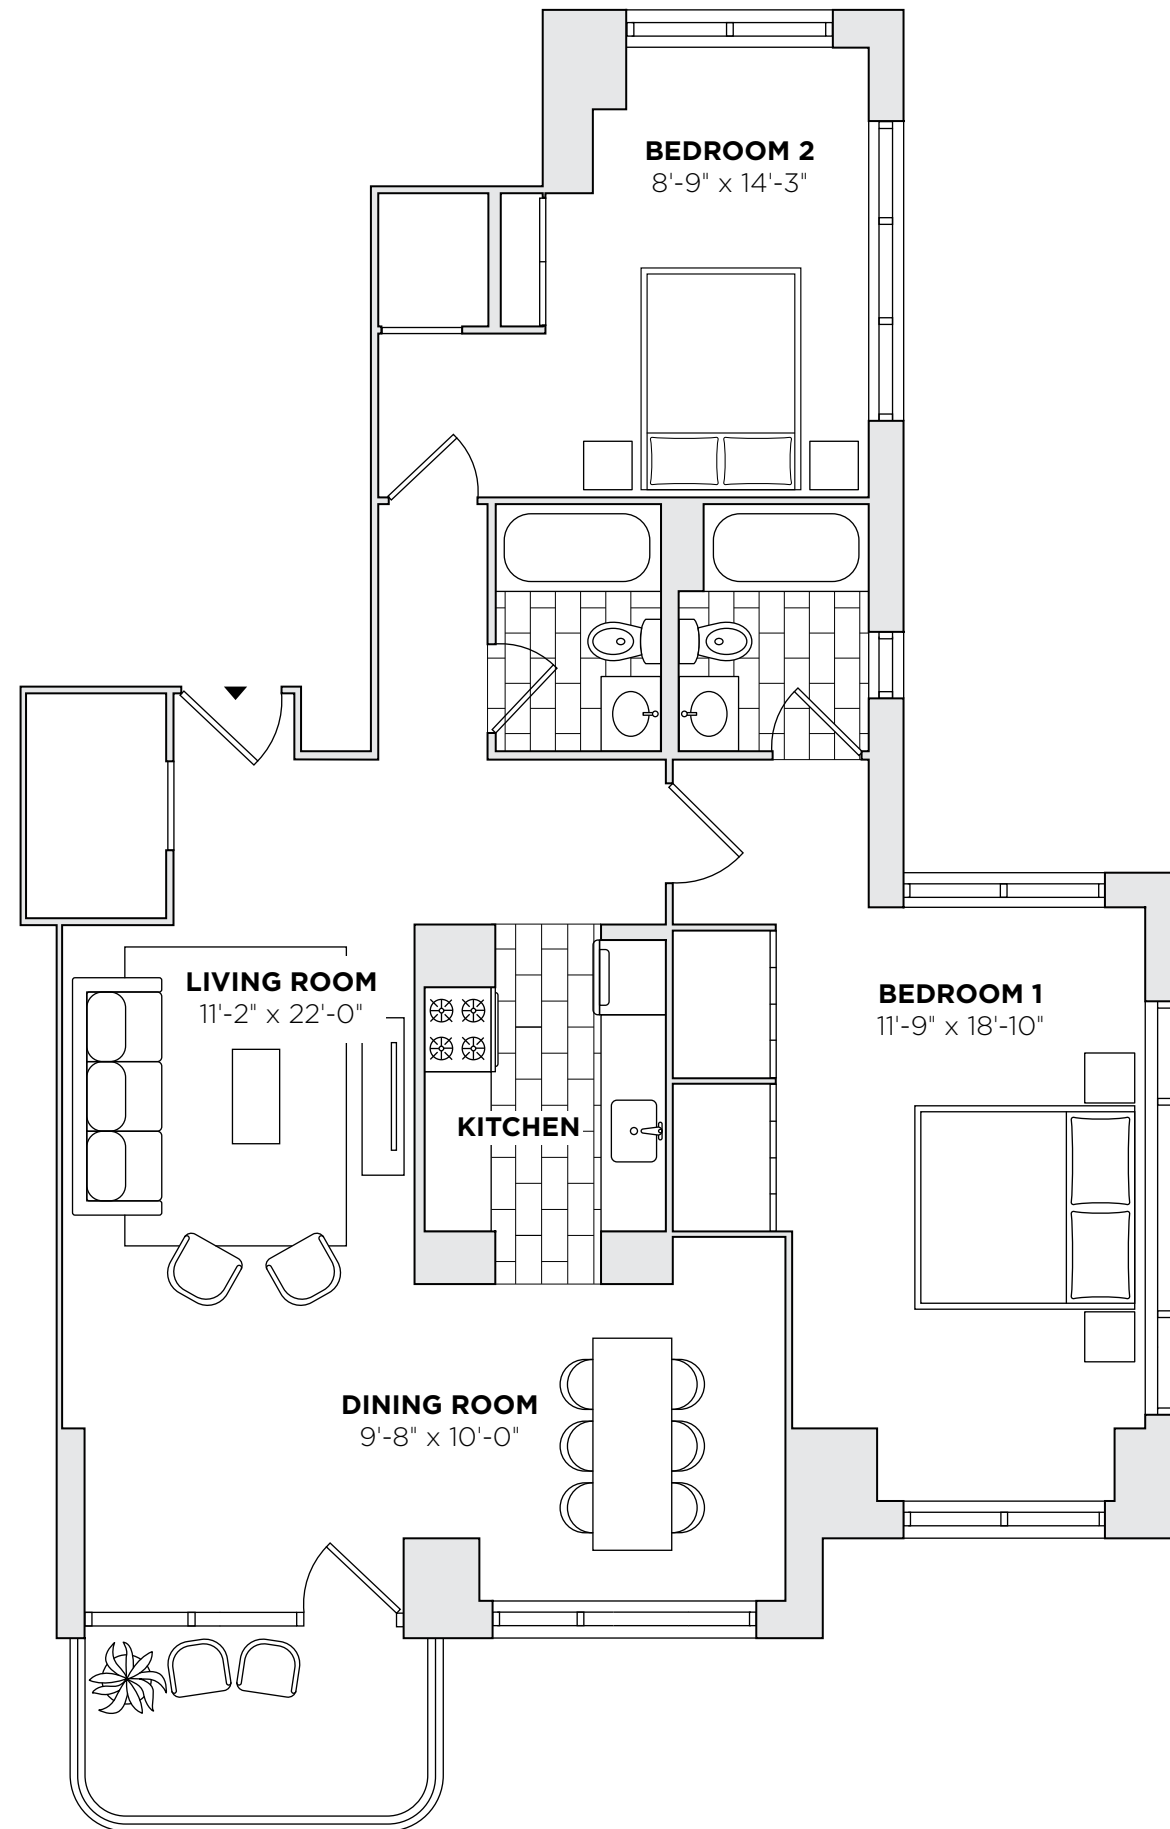 BEDROOM 2
8'-9" x 14'-3"
LIVING ROOM
11'-2" x 22'-0"
BEDROOM 1
11'-9" x 18'-10"
KITCHEN
DINING ROOM
9'-8" x 10'-0"